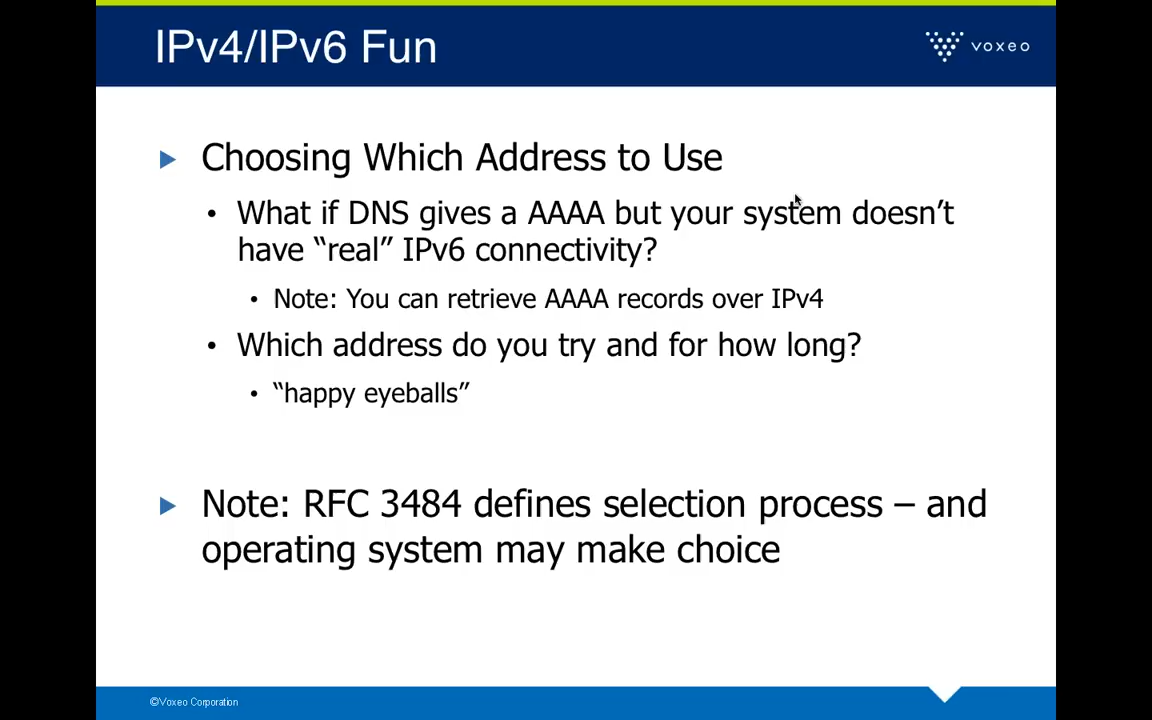 IPv4/IPv6 Fun
voxeo
Choosing Which Address to Use
• What if DNS gives a AAAA but your system doesn’t
have “real” IPv6 connectivity?
• Note: You can retrieve AAAA records over IPv4
• Which address do you try and for how long?
• “happy eyeballs”
Note: RFC 3484 defines selection process – and
operating system may make choice
©Voxeo Corporation